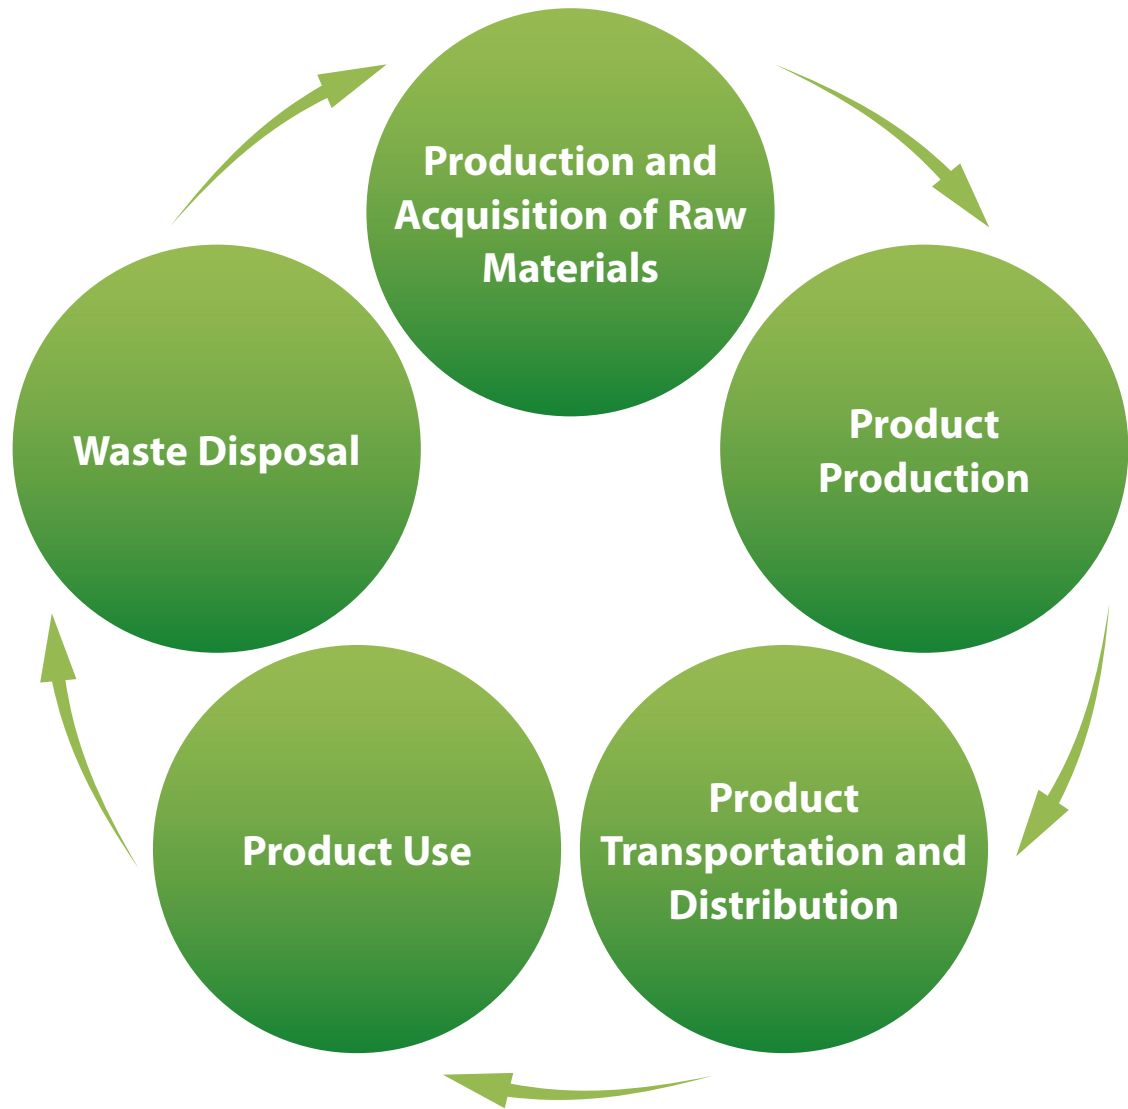 Production and
Acquisition of Raw
Materials
Product
Production
Product
Transportation and
Distribution
Product Use
Waste Disposal